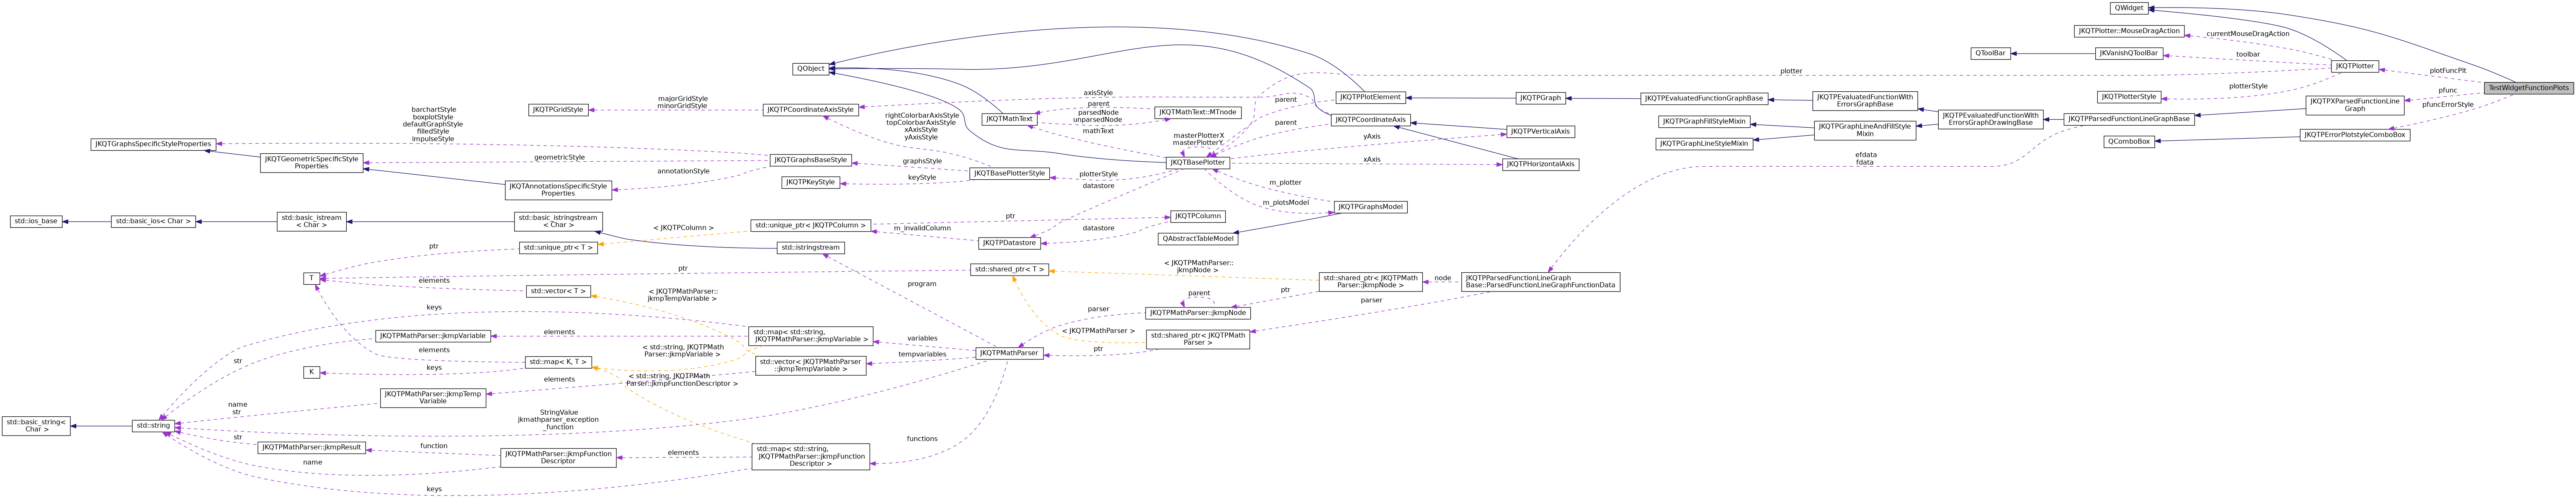 QWidget
JKQTPlotter::MouseDragAction
currentMouseDragAction
QToolBar
JKVanishQToolBar
toolbar
QObject
JKQTPlotter
plotter
plotFuncPlt
TestWidgetFunctionPlots
plotterStyle
JKQTPlotterStyle
pfunc
pfuncErrorStyle
JKQTPXParsedFunctionLine
Graph
JKQTPErrorPlotstyleComboBox
QComboBox
axisStyle
JKQTPPlotElement
JKQTPGraph
JKQTPEvaluatedFunctionGraphBase
JKQTPEvaluatedFunctionWith
ErrorsGraphBase
JKQTPEvaluatedFunctionWith
ErrorsGraphDrawingBase
JKQTPParsedFunctionLineGraphBase
JKQTPGraphFillStyleMixin
JKQTPGraphLineAndFillStyle
Mixin
JKQTPGraphLineStyleMixin
majorGridStyle
minorGridStyle
JKQTPGridStyle
JKQTPCoordinateAxisStyle
parent
parsedNode
unparsedNode
JKQTMathText
JKQTMathText::MTnode
mathText
parent
parent
JKQTPCoordinateAxis
JKQTPVerticalAxis
JKQTPHorizontalAxis
yAxis
xAxis
masterPlotterX
masterPlotterY
JKQTBasePlotter
rightColorbarAxisStyle
topColorbarAxisStyle
xAxisStyle
yAxisStyle
barchartStyle
boxplotStyle
defaultGraphStyle
filledStyle
impulseStyle
JKQTGraphsSpecificStyleProperties
JKQTGeometricSpecificStyle
Properties
geometricStyle
JKQTGraphsBaseStyle
graphsStyle
annotationStyle
JKQTPKeyStyle
keyStyle
JKQTBasePlotterStyle
plotterStyle
datastore
JKQTAnnotationsSpecificStyle
Properties
efdata
fdata
m_plotter
m_plotsModel
JKQTPGraphsModel
QAbstractTableModel
std::ios_base
std::basic_ios< Char >
std::basic_istream
< Char >
std::basic_istringstream
< Char >
< JKQTPColumn >
std::unique_ptr< JKQTPColumn >
ptr
JKQTPColumn
m_invalidColumn
datastore
JKQTPDatastore
ptr
std::unique_ptr< T >
std::istringstream
T
ptr
std::shared_ptr< T >
< JKQTPMathParser::
jkmpNode >
std::shared_ptr< JKQTPMath
Parser::jkmpNode >
node
JKQTPParsedFunctionLineGraph
Base::ParsedFunctionLineGraphFunctionData
elements
std::vector< T >
< JKQTPMathParser::
jkmpTempVariable >
program
parent
ptr
parser
keys
parser
JKQTPMathParser::jkmpNode
JKQTPMathParser::jkmpVariable
elements
std::map< std::string,
JKQTPMathParser::jkmpVariable >
variables
< JKQTPMathParser >
std::shared_ptr< JKQTPMath
Parser >
ptr
str
elements
< std::string, JKQTPMath
Parser::jkmpVariable >
tempvariables
JKQTPMathParser
std::map< K, T >
std::vector< JKQTPMathParser
::jkmpTempVariable >
K
keys
elements
< std::string, JKQTPMath
Parser::jkmpFunctionDescriptor >
JKQTPMathParser::jkmpTemp
Variable
name
str
StringValue
jkmathparser_exception
_function
std::basic_string<
Char >
std::string
str
JKQTPMathParser::jkmpResult
function
name
JKQTPMathParser::jkmpFunction
Descriptor
elements
std::map< std::string,
JKQTPMathParser::jkmpFunction
Descriptor >
functions
keys